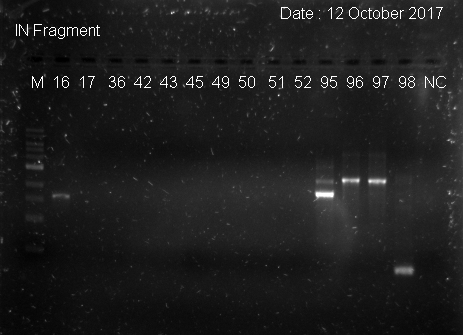 Date : 12 October 2017
IN Fragment
M 16 17 36 42 43 45 49 50 51 52 95 96 97 98 NC